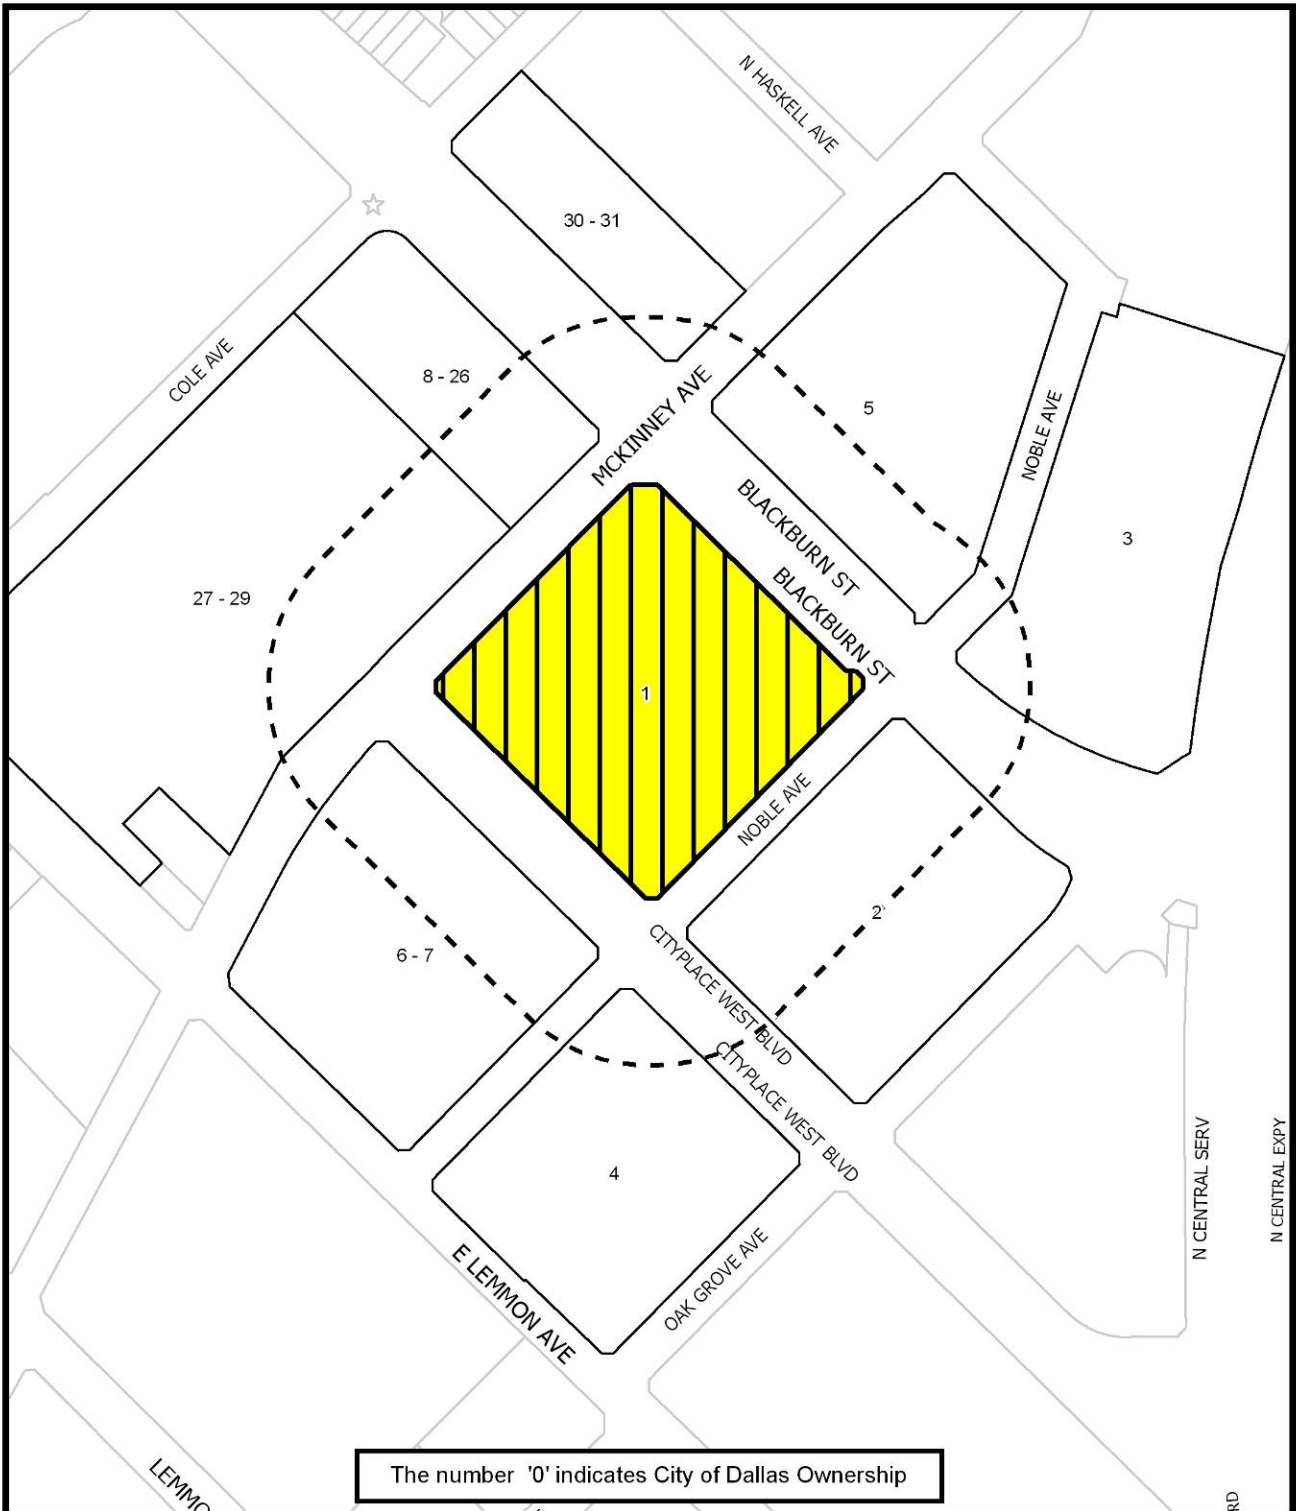 N HASKELL AVE
30 - 31
COLE AVE
8 - 26
MCKINNEY AVE
5
NOBLE AVE
BLACKBURN ST
3
BLACKBURN ST
27 - 29
1
NOBLE AVE
2
6 - 7
CITYPLACE WEST BLVD
CITYPLACE WEST BLVD
4
N CENTRAL SERV
N CENTRAL EXPY
OAK GROVE AVE
E LEMMON AVE
The number '0' indicates City of Dallas Ownership
LEMMO
RD